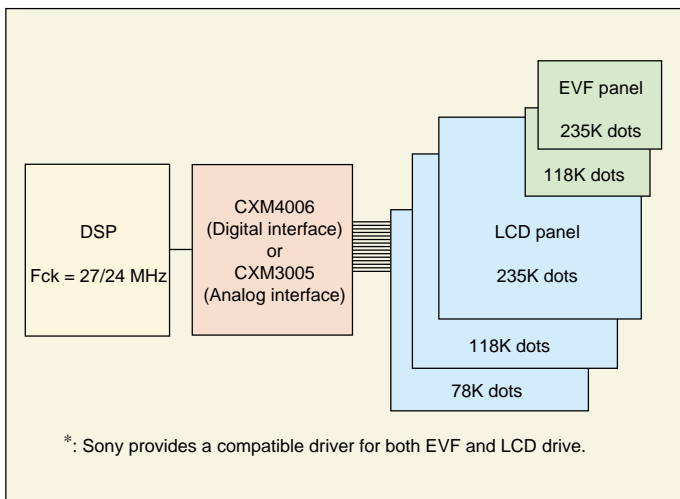 DSP
Fck = 27/24 MHz
CXM4006
(Digital interface)
or
CXM3005
(Analog interface)
EVF panel
235K dots
118K dots
LCD panel
235K dots
118K dots
78K dots
*: Sony provides a compatible driver for both EVF and LCD drive.